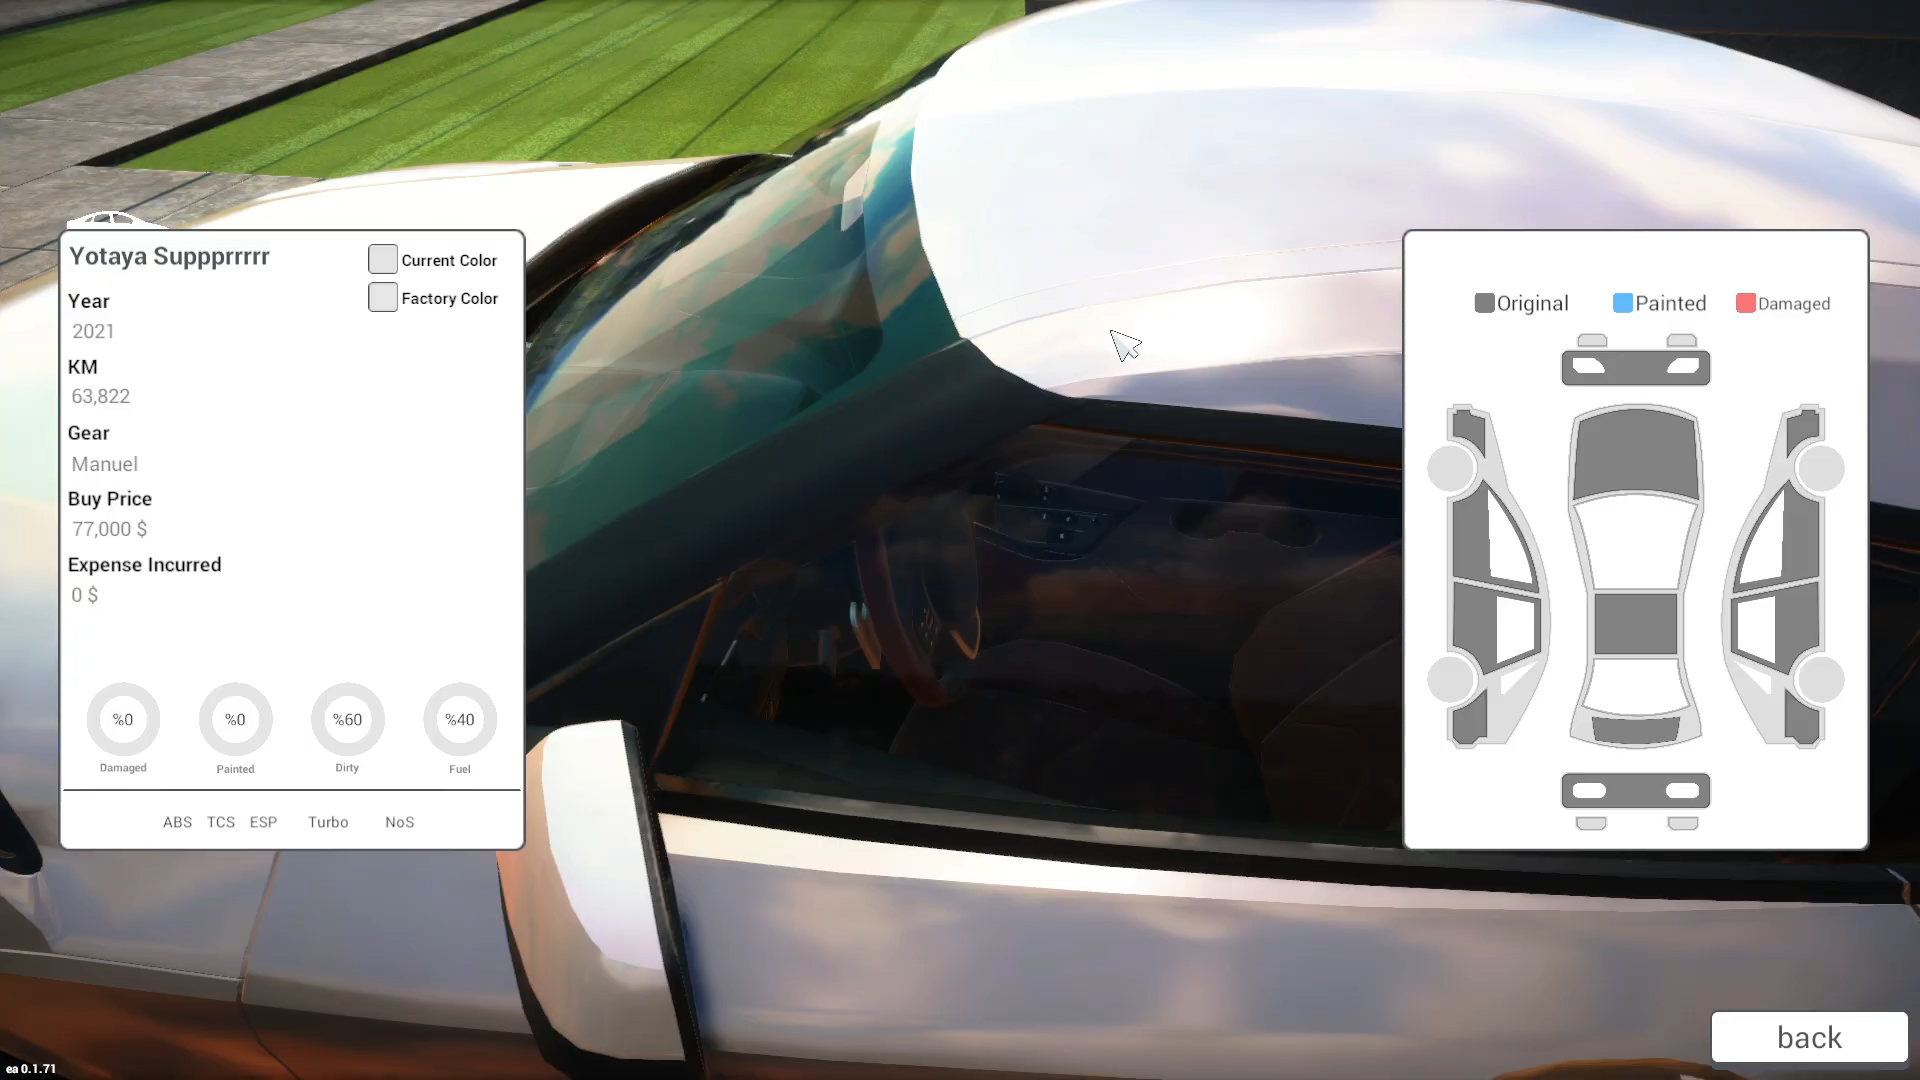 Yotaya Suppprrrrr
Current Color
Factory Color
Year
2021
KM
63,822
Gear
Manuel
Buy Price
77,000 $
Expense Incurred
0 $
%0 %0 %60 %40
Damaged Painted Dirty Fuel
ABS TCS ESP Turbo NoS
Original Painted Damaged
back
ea 0.1.71